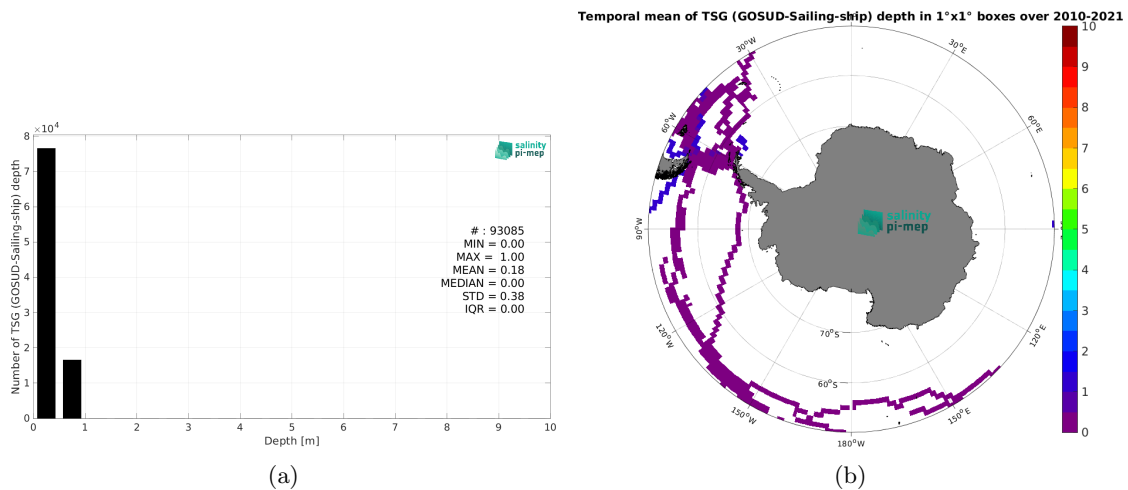 ×10⁴
8
7
6
5
4
3
2
1
0
Number of TSG (GOSUD-Sailing-ship) depth
salinity
pi-mep
# : 93085
MIN = 0.00
MAX = 1.00
MEAN = 0.18
MEDIAN = 0.00
STD = 0.38
IQR = 0.00
0 1 2 3 4 5 6 7 8 9 10
Depth [m]
(a)
Temporal mean of TSG (GOSUD-Sailing-ship) depth in 1°x1° boxes over 2010-2021
30°W
30°E
60°W
60°E
90°W
salinity
pi-mep
120°W
120°E
70°S
60°S
150°W
150°E
180°W
10
9
8
7
6
5
4
3
2
1
0
(b)